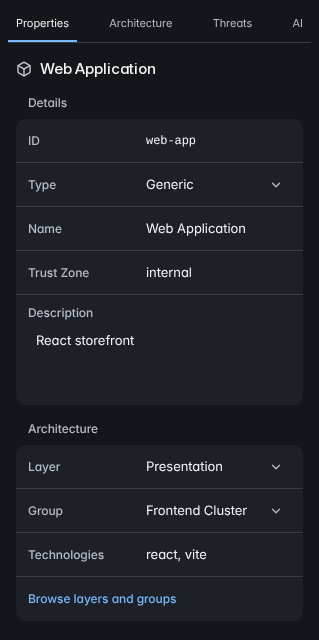 Properties
Architecture
Threats
AI
Web Application
Details
ID
web-app
Type
Generic
Name
Web Application
Trust Zone
internal
Description
React storefront
Architecture
Layer
Presentation
Group
Frontend Cluster
Technologies
react, vite
Browse layers and groups